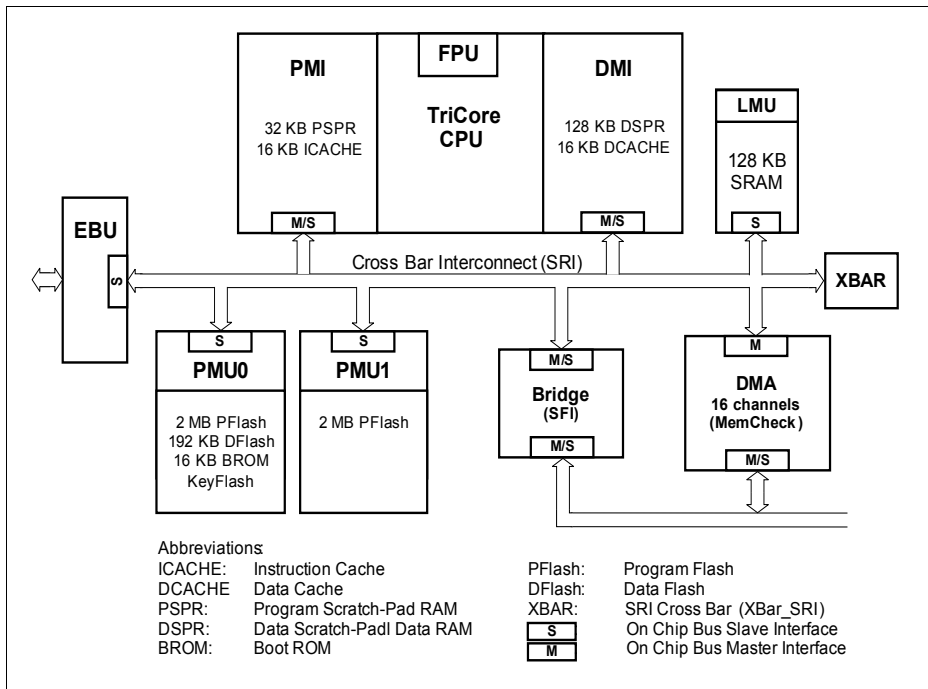 PMI
FPU
DMI
TriCore
CPU
32 KB PSPR
16 KB ICACHE
128 KB DSPR
16 KB DCACHE
M/S
M/S
LMU
128 KB
SRAM
S
EBU
S
Cross Bar Interconnect (SRI)
XBAR
S
PMU0
2 MB PFlash
192 KB DFlash
16 KB BROM
KeyFlash
S
PMU1
2 MB PFlash
M/S
Bridge
(SFI)
M/S
M
DMA
16 channels
(MemCheck)
M/S
Abbreviations:
ICACHE: Instruction Cache
DCACHE Data Cache
PSPR: Program Scratch-Pad RAM
DSPR: Data Scratch-Padl Data RAM
BROM: Boot ROM
PFlash: Program Flash
DFlash: Data Flash
XBAR: SRI Cross Bar (XBar_SRI)
S On Chip Bus Slave Interface
M On Chip Bus Master Interface